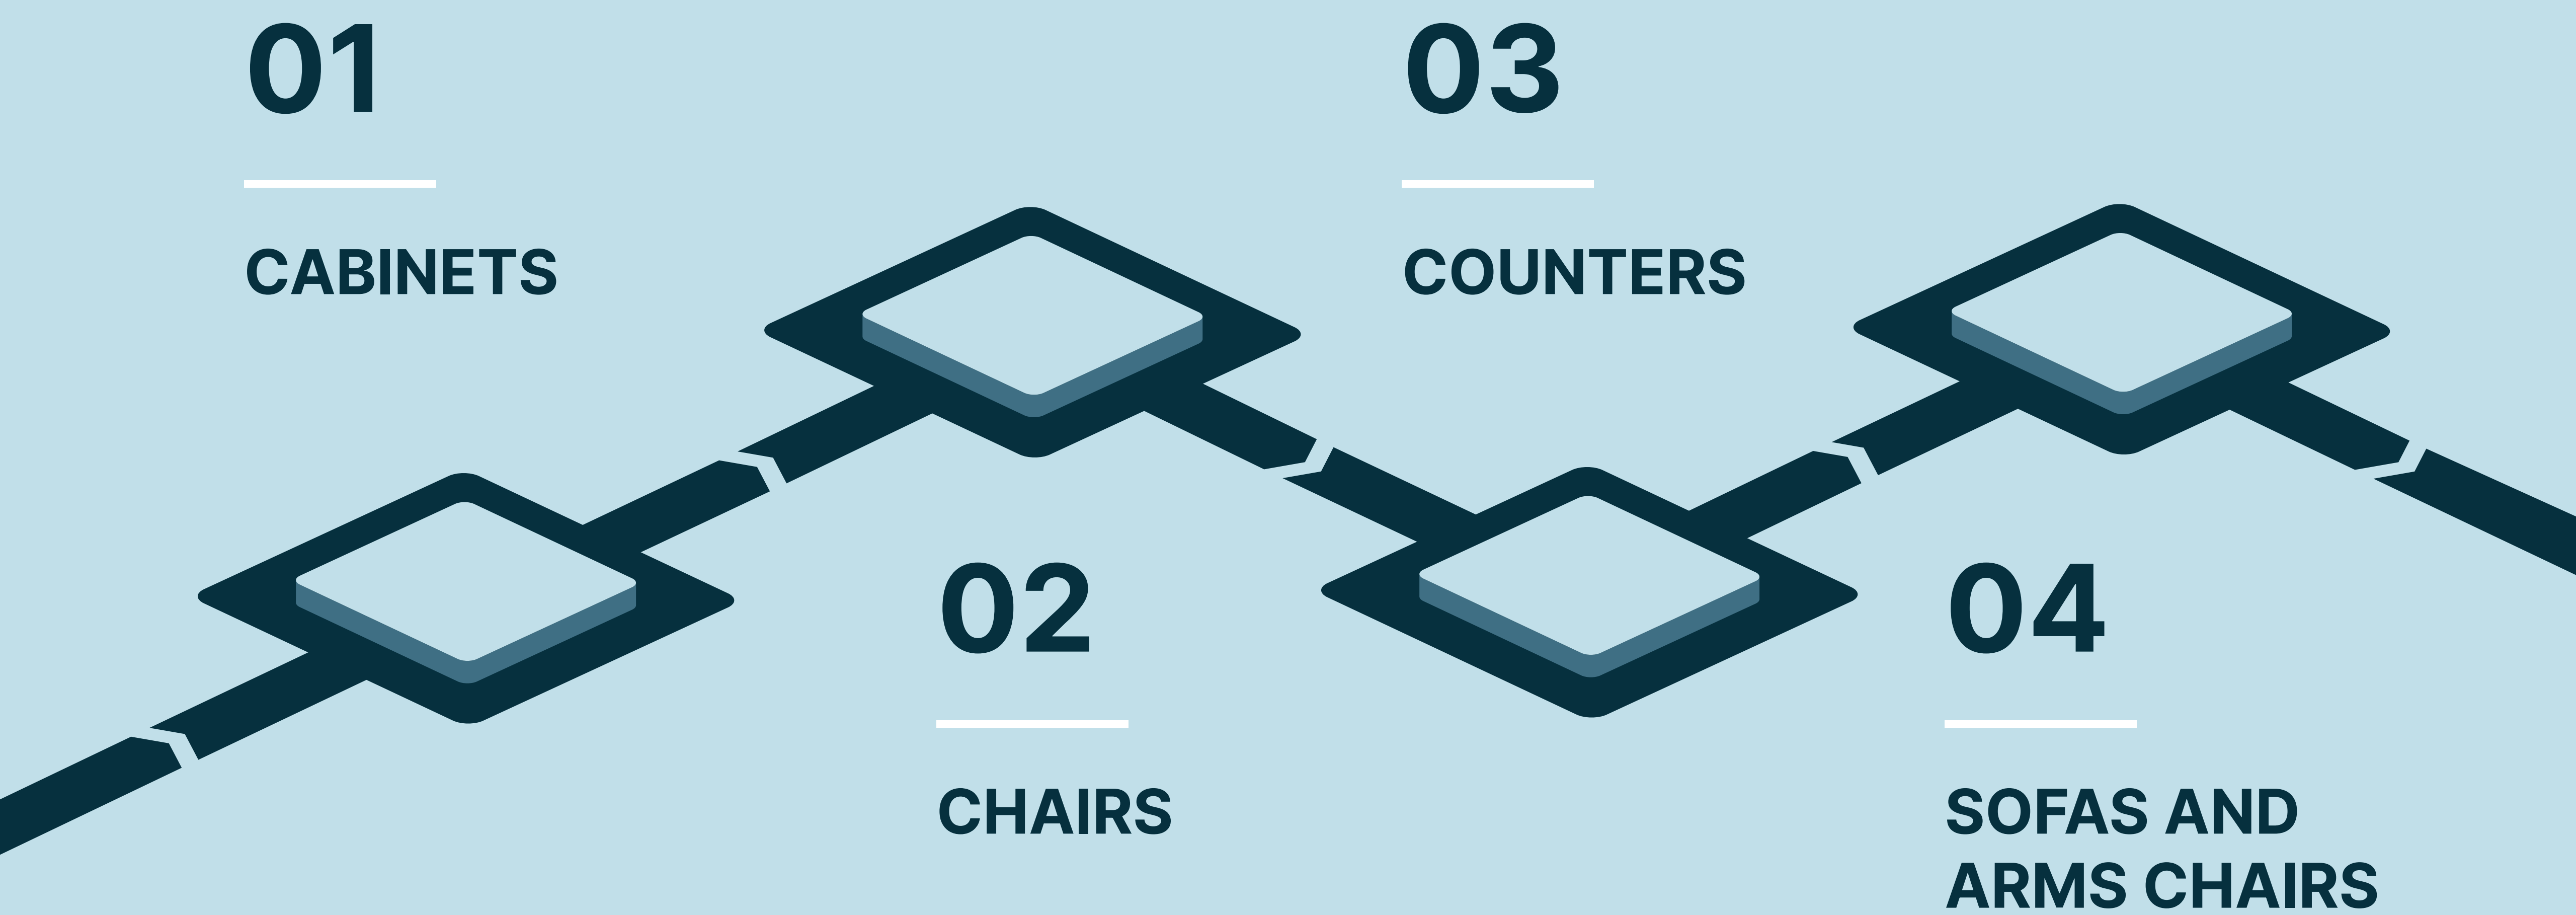 01
CABINETS
02
CHAIRS
03
COUNTERS
04
SOFAS AND
ARMS CHAIRS